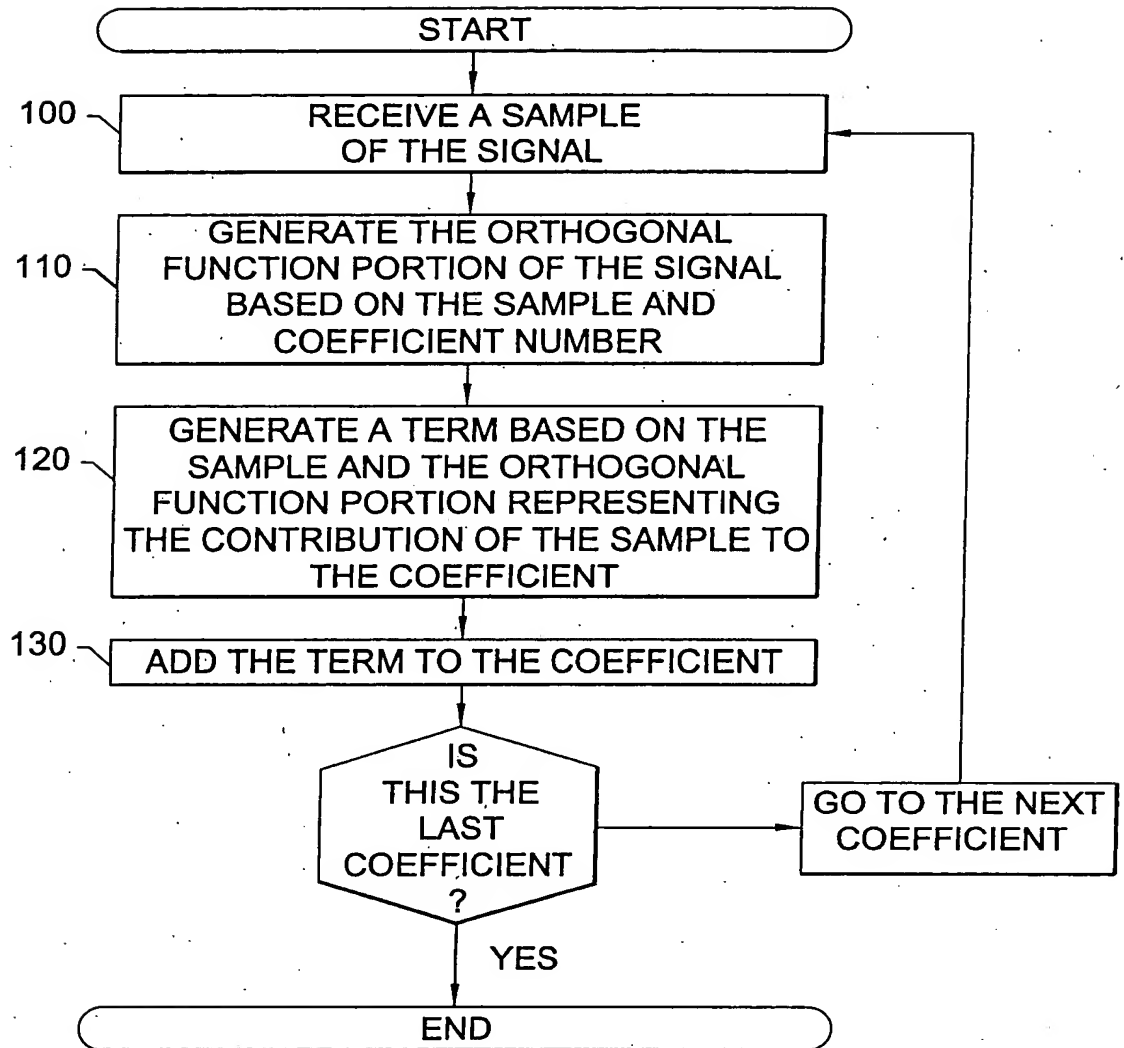 START
100
RECEIVE A SAMPLE
OF THE SIGNAL
110
GENERATE THE ORTHOGONAL
FUNCTION PORTION OF THE SIGNAL
BASED ON THE SAMPLE AND
COEFFICIENT NUMBER
120
GENERATE A TERM BASED ON THE
SAMPLE AND THE ORTHOGONAL
FUNCTION PORTION REPRESENTING
THE CONTRIBUTION OF THE SAMPLE TO
THE COEFFICIENT
130
ADD THE TERM TO THE COEFFICIENT
IS
THIS THE
LAST
COEFFICIENT
?
GO TO THE NEXT
COEFFICIENT
YES
END